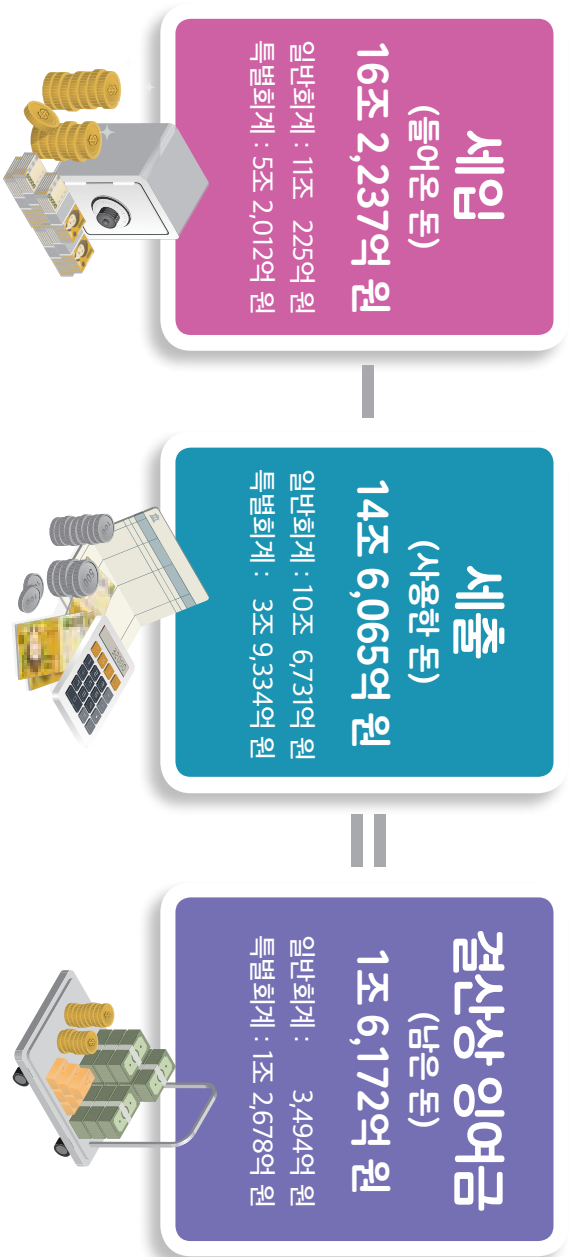 세입
(들어온 돈)
16조 2,237억 원
일반회계 : 11조 225억 원
특별회계 : 5조 2,012억 원
세출
(사용한 돈)
14조 6,065억 원
일반회계 : 10조 6,731억 원
특별회계 : 3조 9,334억 원
결산상 잉여금
(남은 돈)
1조 6,172억 원
일반회계 : 3,494억 원
특별회계 : 1조 2,678억 원